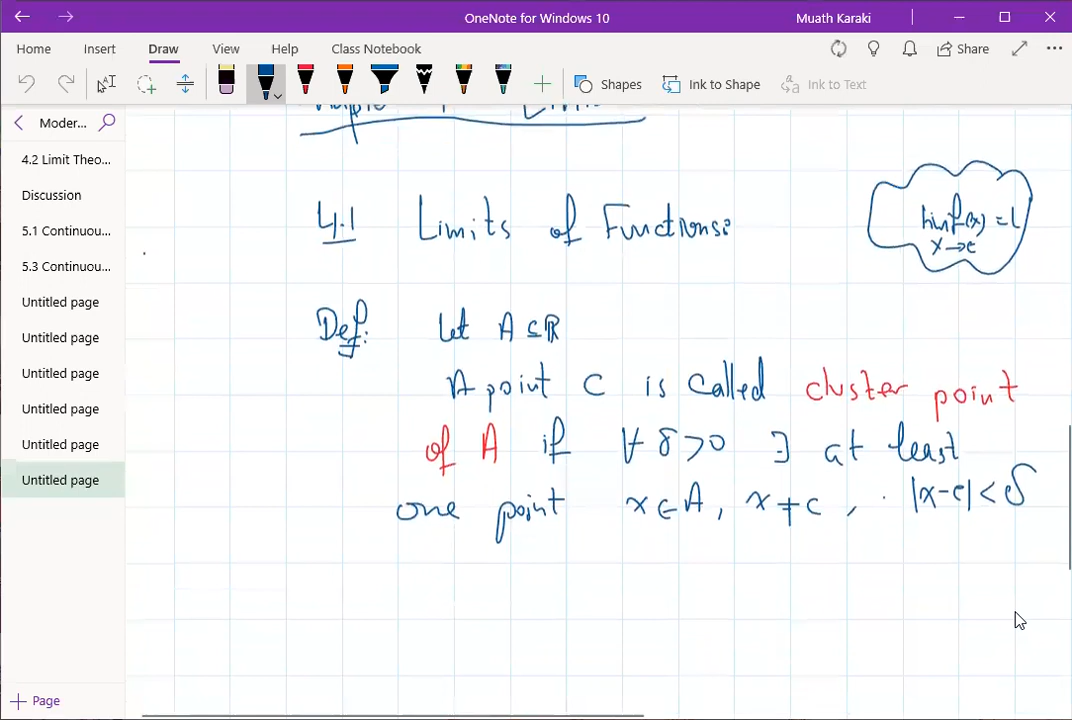 OneNote for Windows 10
Muath Karaki
Home Insert Draw View Help Class Notebook
Share
Shapes Ink to Shape Ink to Text
Moder...
4.2 Limit Theo...
Discussion
5.1 Continuou...
5.3 Continuou...
Untitled page
Untitled page
Untitled page
Untitled page
Untitled page
Untitled page
Page
4.1 Limits of Functions:
lim f(x) = L
x→c
Def: Let A ⊆ ℝ
A point C is called cluster point
of A if ∀ δ > 0 ∃ at least
one point x ∈ A, x ≠ c, |x-c| < δ